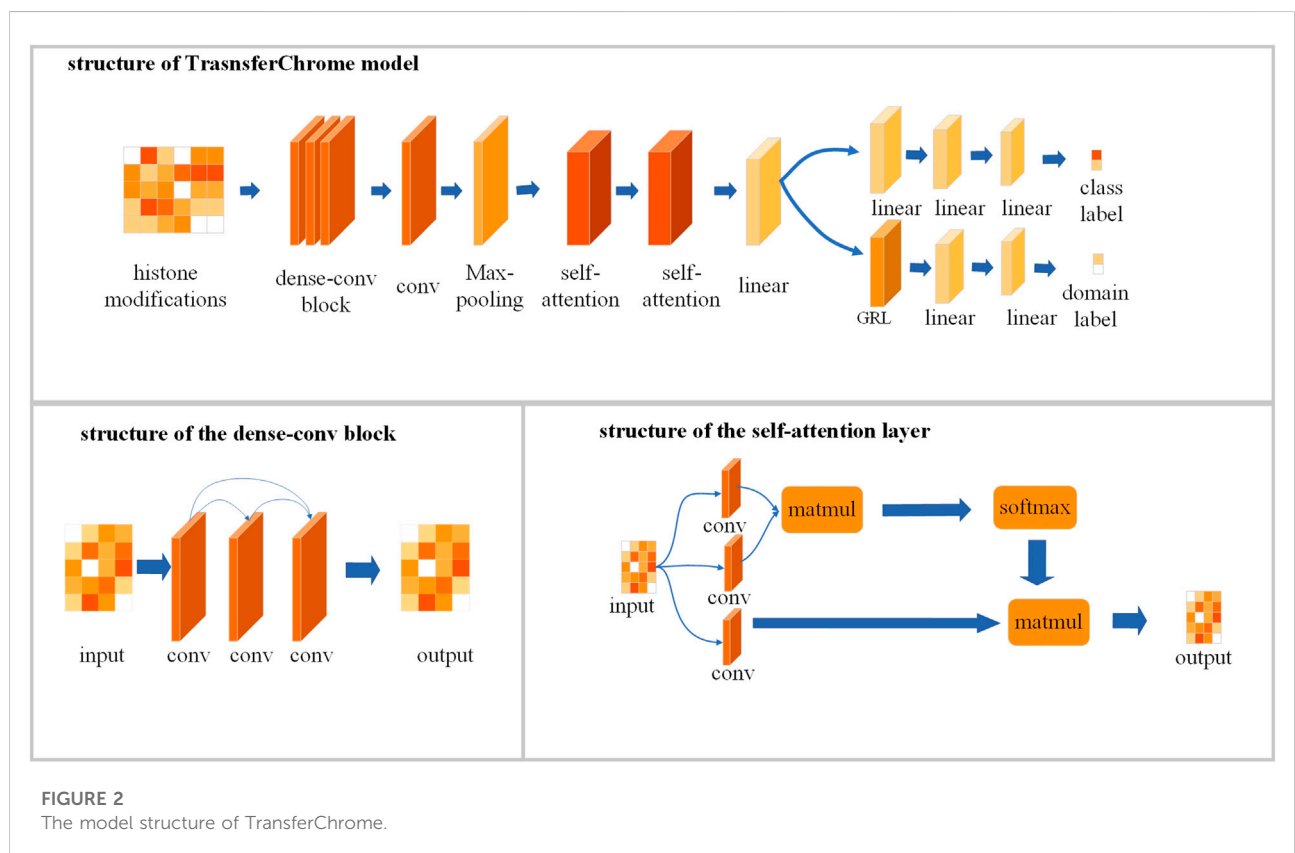 structure of TrasnsferChrome model
histone
modifications
dense-conv
block
conv
Max-
pooling
self-
attention
self-
attention
linear
linear
linear
linear
class
label
GRL
linear
linear
domain
label
structure of the dense-conv block
input
conv
conv
conv
output
structure of the self-attention layer
input
conv
conv
conv
matmul
softmax
matmul
output
FIGURE 2
The model structure of TransferChrome.